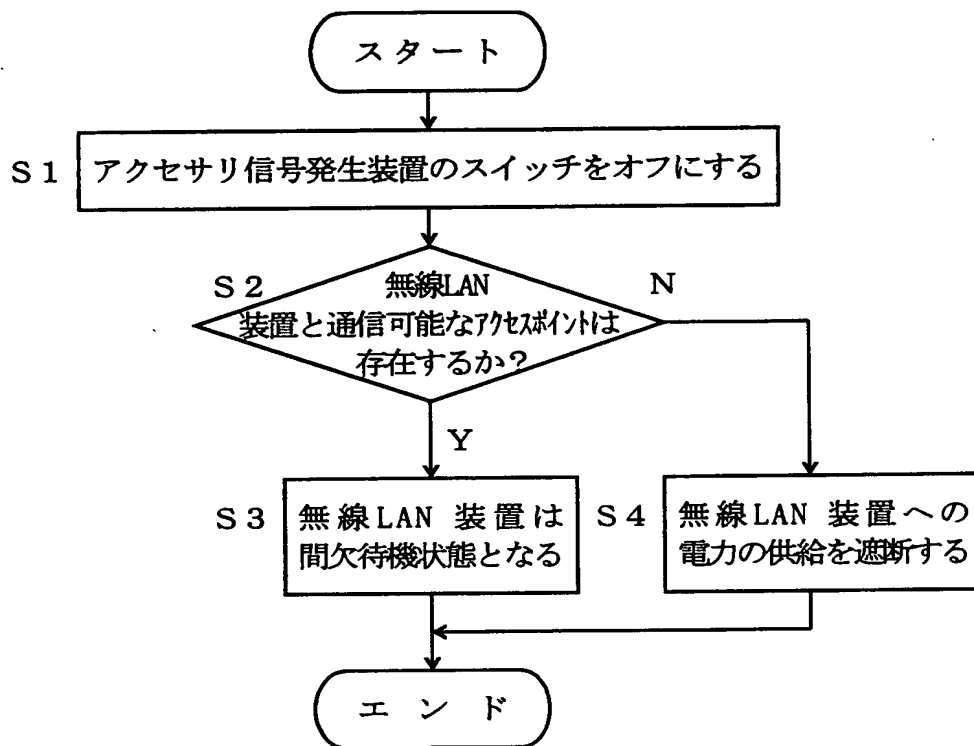 スタート
S1
アクセサリ信号発生装置のスイッチをオフにする
S2
無線LAN
装置と通信可能なアクセスポイントは
存在するか?
N
Y
S3
無線LAN 装置は
間欠待機状態となる
S4
無線LAN 装置への
電力の供給を遮断する
エンド